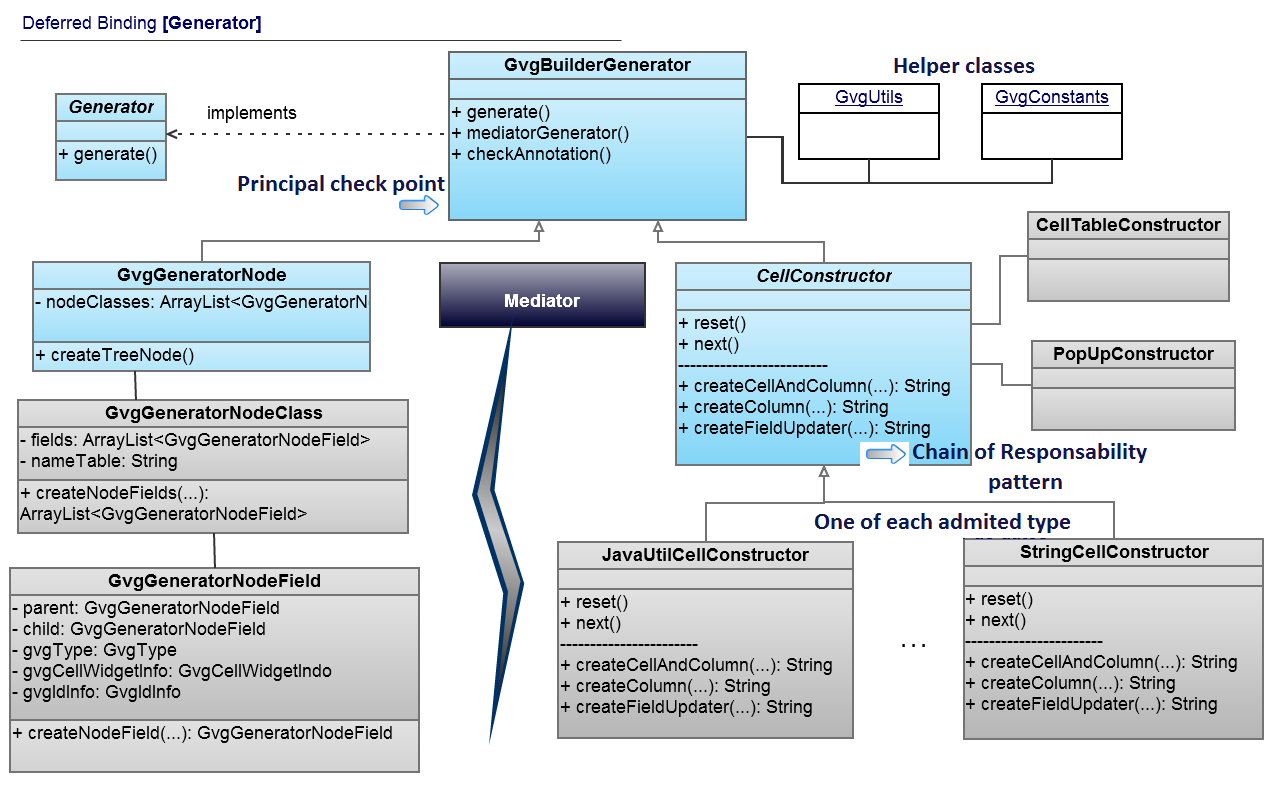 Deferred Binding [Generator]
Generator
+ generate()
implements
GvgBuilderGenerator
+ generate()
+ mediatorGenerator()
+ checkAnnotation()
Helper classes
GvgUtils
GvgConstants
Principal check point
GvgGeneratorNode
- nodeClasses: ArrayList<GvgGeneratorN
+ createTreeNode()
Mediator
CellConstructor
+ reset()
+ next()
--------------------------
+ createCellAndColumn(...): String
+ createColumn(...): String
+ createFieldUpdater(...): String
CellTableConstructor
PopUpConstructor
Chain of Responsability
pattern
GvgGeneratorNodeClass
- fields: ArrayList<GvgGeneratorNodeField>
- nameTable: String
+ createNodeFields(...):
ArrayList<GvgGeneratorNodeField>
GvgGeneratorNodeField
- parent: GvgGeneratorNodeField
- child: GvgGeneratorNodeField
- gvgType: GvgType
- gvgCellWidgetInfo: GvgCellWidgetIndo
- gvgIdInfo: GvgIdInfo
+ createNodeField(...): GvgGeneratorNodeField
One of each admited type
JavaUtilCellConstructor
+ reset()
+ next()
------------------------
+ createCellAndColumn(...): String
+ createColumn(...): String
+ createFieldUpdater(...): String
...
StringCellConstructor
+ reset()
+ next()
------------------------
+ createCellAndColumn(...): String
+ createColumn(...): String
+ createFieldUpdater(...): String